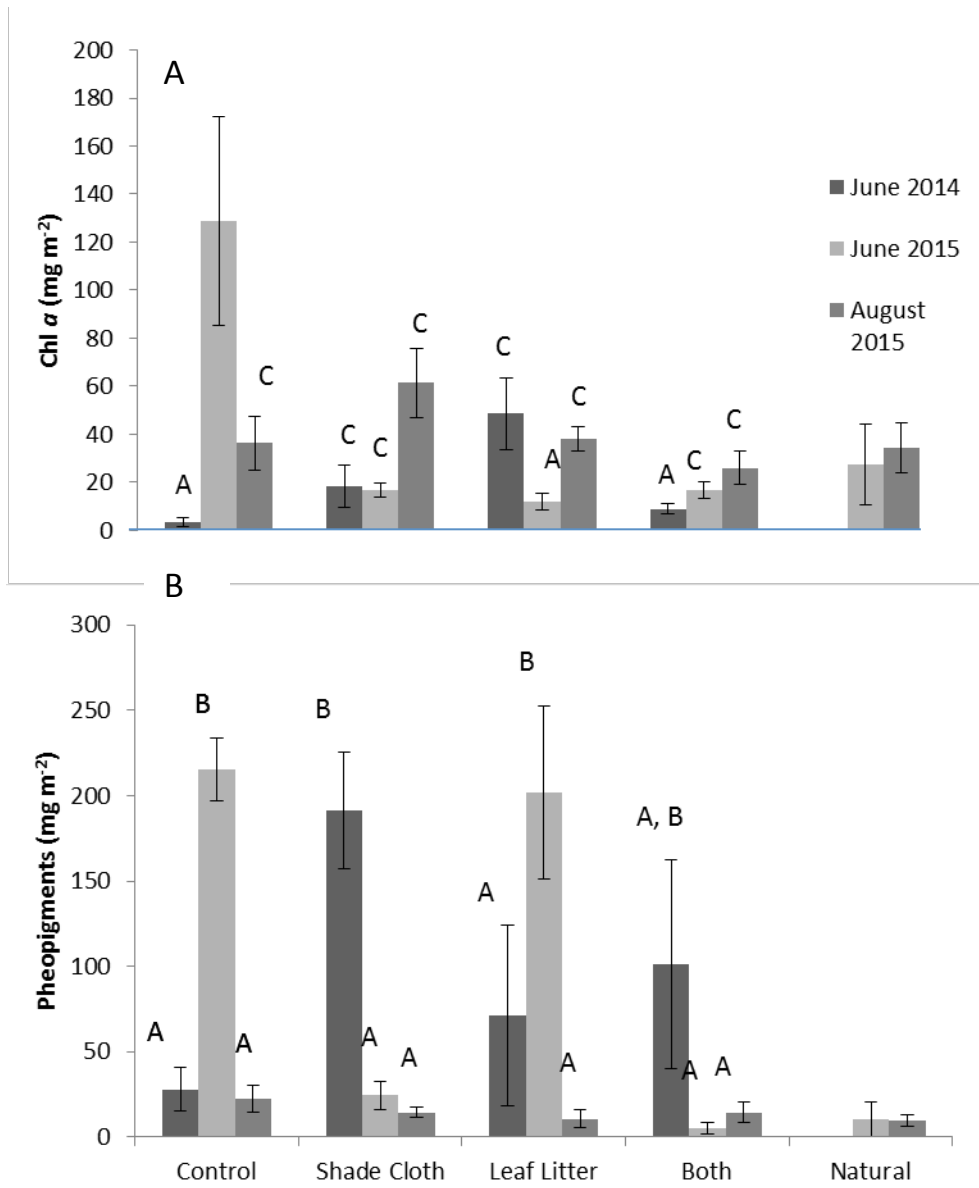 A
200
180
160
140
120
100
80
60
40
20
0
Chl a (mg m-2)
A
C
C
C
C
C
A
C
A
C
C
June 2014
June 2015
August
2015
B
300
250
200
150
100
50
0
Pheopigments (mg m-2)
A
B
A
B
A
A
A
B
A
A, B
A
A
Control
Shade Cloth
Leaf Litter
Both
Natural